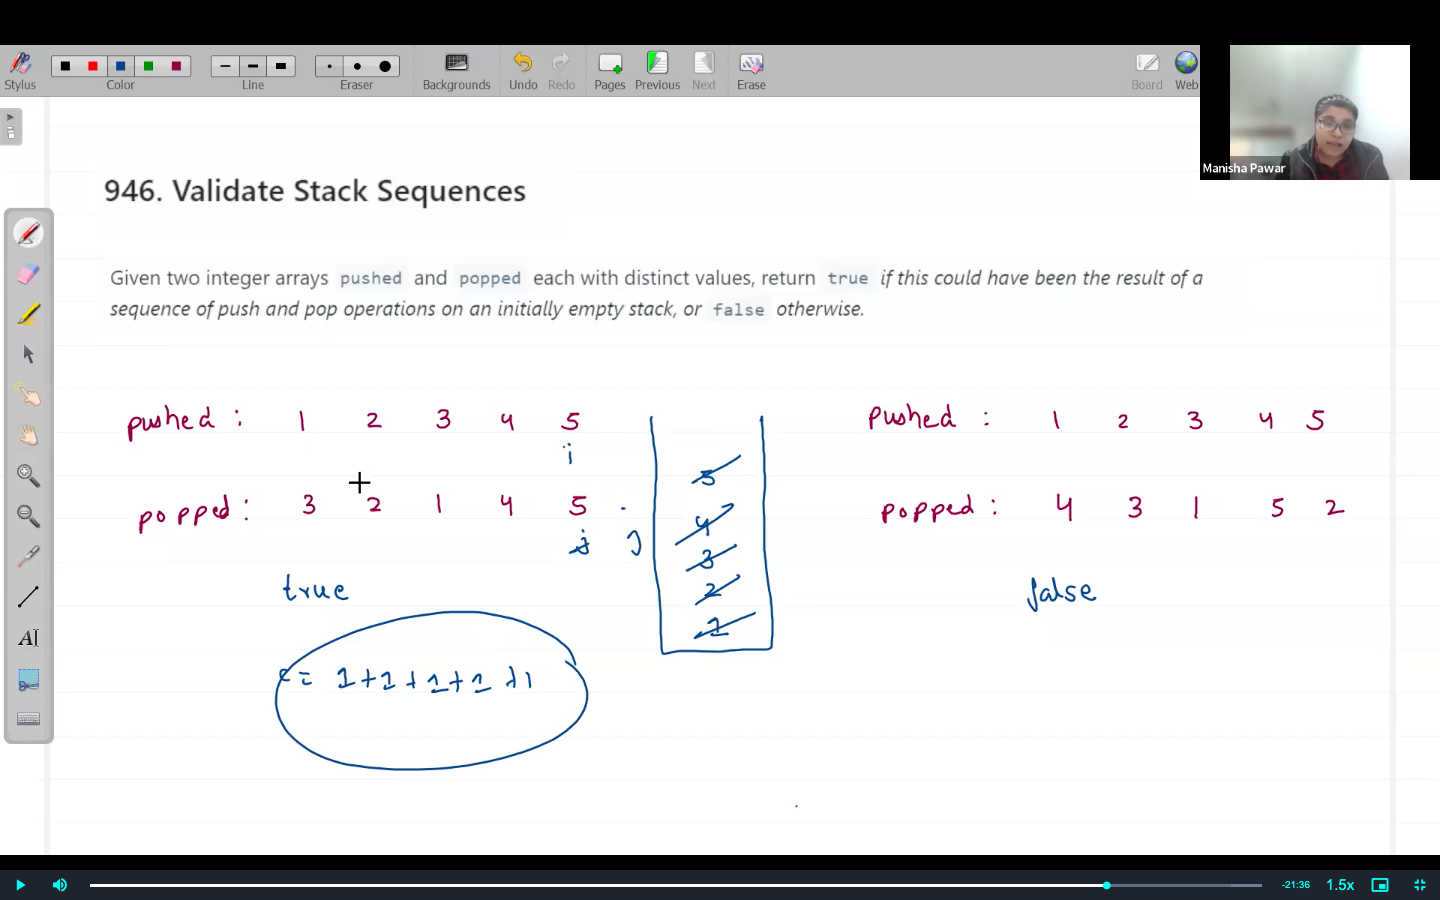 Stylus Color Line Eraser Backgrounds Undo Redo Pages Previous Next Erase Board Web
Manisha Pawar
946. Validate Stack Sequences
Given two integer arrays pushed and popped each with distinct values, return true if this could have been the result of a
sequence of push and pop operations on an initially empty stack, or false otherwise.
pushed : 1 2 3 4 5
i
popped : 3 2 1 4 5
j j
true
c = 1+1+1+1+1
5
4
3
2
1
pushed : 1 2 3 4 5
popped : 4 3 1 5 2
false
AI
-21:36 1.5x